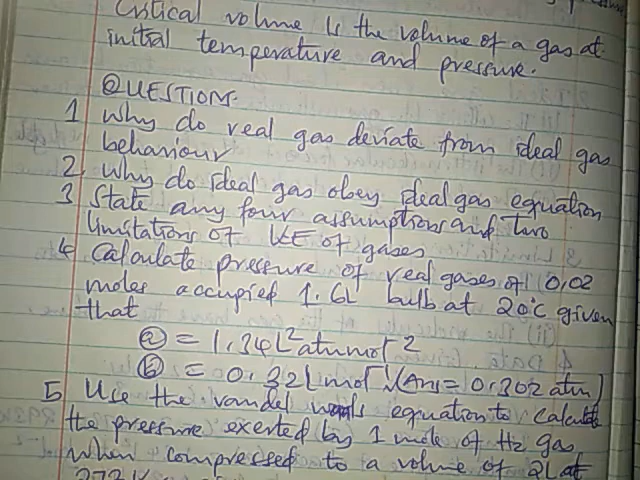 Critical volume is the volume of a gas at
initial temperature and pressure.
QUESTION.
1 Why do real gas deviate from ideal gas
behaviour
2 Why do ideal gas obey ideal gas equation
3 State any four assumptions and two
limitations of KE of gases
4 Calculate pressure of real gases of 0.02
moles occupied 1.6L bulb at 20°C given
that
(a) = 1.34L² atm mol⁻²
(b) = 0.32L mol⁻¹ (Ans = 0.302 atm)
5 Use the vandel waals equation to calculate
the pressure exerted by 1 mole of H2 gas
when compressed to a volume of 2L at
273K